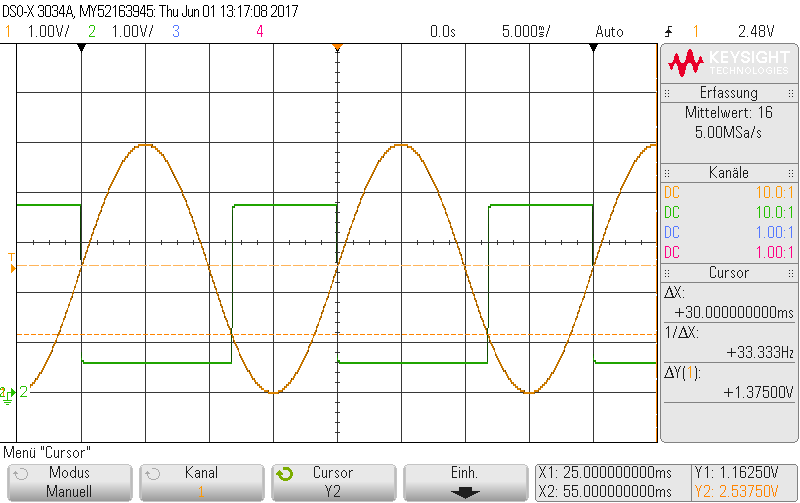 DSO-X 3034A, MY52163945: Thu Jun 01 13:17:08 2017
1 1.00V/ 2 1.00V/ 3 4 0.0s 5.000ms/ Auto 1 2.48V
KEYSIGHT
TECHNOLOGIES
Erfassung
Mittelwert: 16
5.00MSa/s
Kanäle
DC 10.0:1
DC 10.0:1
DC 1.00:1
DC 1.00:1
Cursor
ΔX:
+30.000000000ms
1/ΔX:
+33.333Hz
ΔY(1):
+1.37500V
T
2 2
Menü "Cursor"
Modus
Manuell
Kanal
1
Cursor
Y2
Einh.
X1: 25.000000000ms
X2: 55.000000000ms
Y1: 1.16250V
Y2: 2.53750V